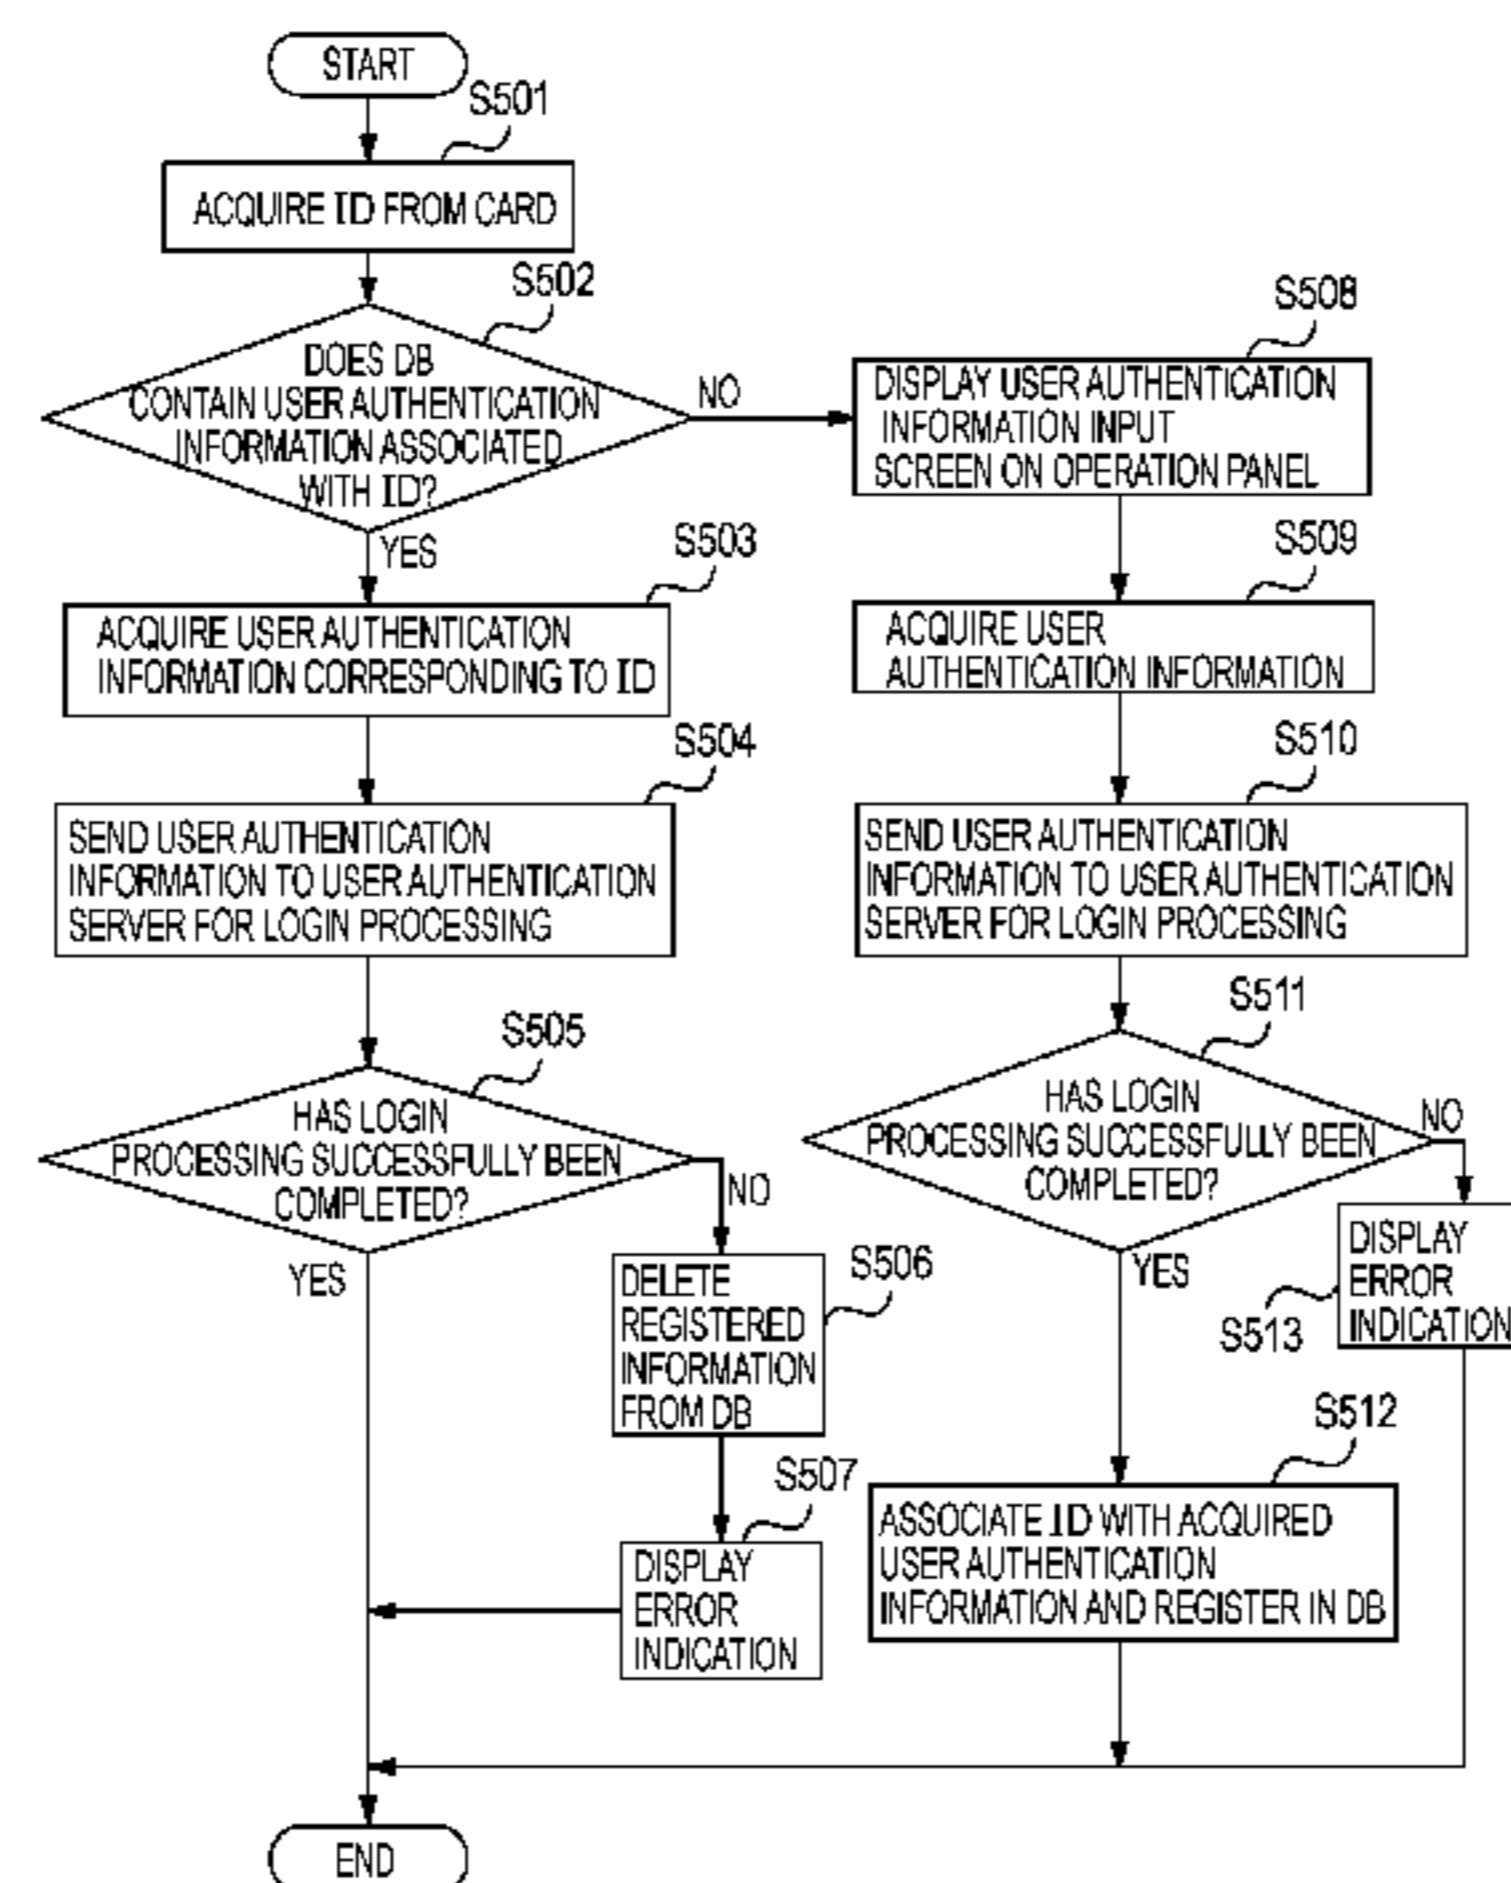 START
S501
ACQUIRE ID FROM CARD
S502
DOES DB
CONTAIN USER AUTHENTICATION
INFORMATION ASSOCIATED
WITH ID?
NO
YES
S503
ACQUIRE USER AUTHENTICATION
INFORMATION CORRESPONDING TO ID
S504
SEND USER AUTHENTICATION
INFORMATION TO USER AUTHENTICATION
SERVER FOR LOGIN PROCESSING
S505
HAS LOGIN
PROCESSING SUCCESSFULLY BEEN
COMPLETED?
NO
YES
S506
DELETE
REGISTERED
INFORMATION
FROM DB
S507
DISPLAY
ERROR
INDICATION
S508
DISPLAY USER AUTHENTICATION
INFORMATION INPUT
SCREEN ON OPERATION PANEL
S509
ACQUIRE USER
AUTHENTICATION INFORMATION
S510
SEND USER AUTHENTICATION
INFORMATION TO USER AUTHENTICATION
SERVER FOR LOGIN PROCESSING
S511
HAS LOGIN
PROCESSING SUCCESSFULLY BEEN
COMPLETED?
NO
YES
DISPLAY
ERROR
INDICATION
S513
S512
ASSOCIATE ID WITH ACQUIRED
USER AUTHENTICATION
INFORMATION AND REGISTER IN DB
END